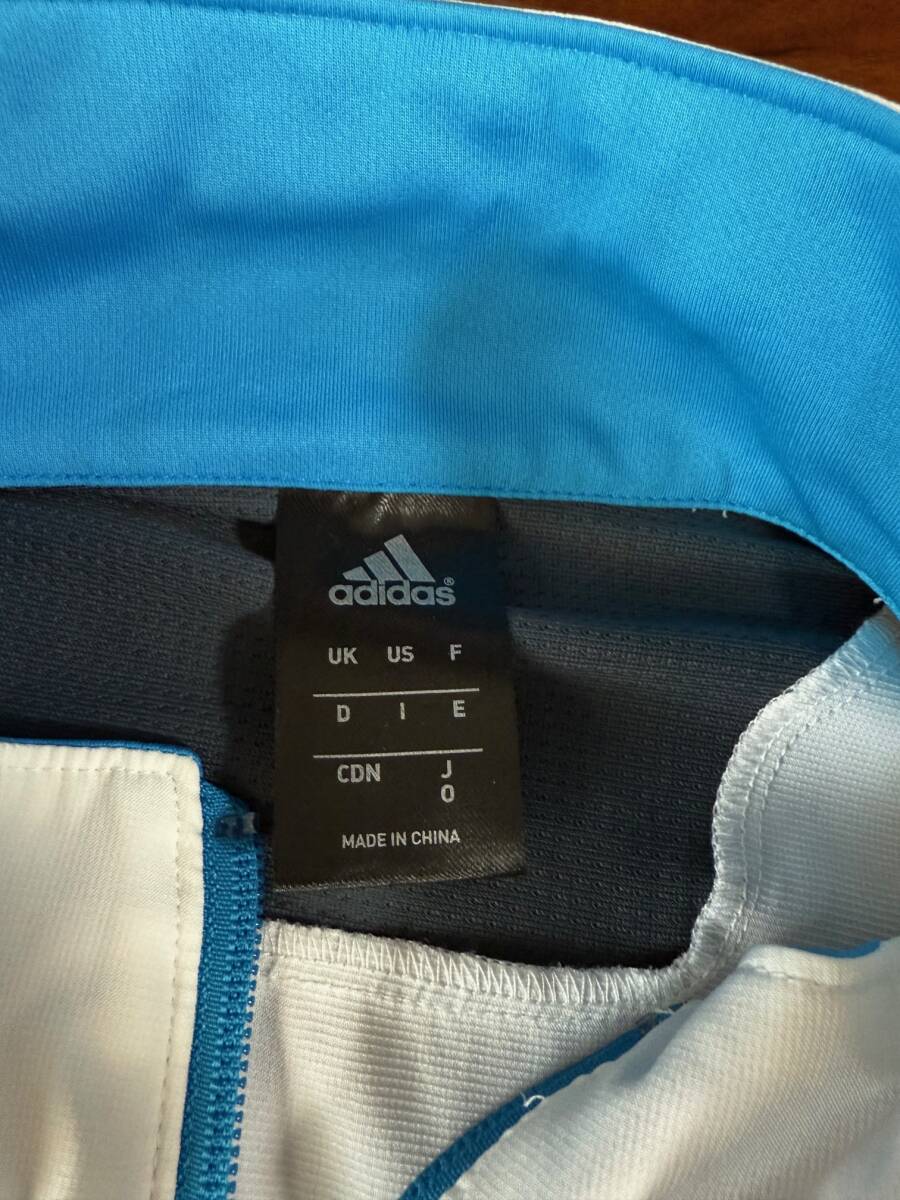 adidas®
UK US F
D I E
CDN J
O
MADE IN CHINA